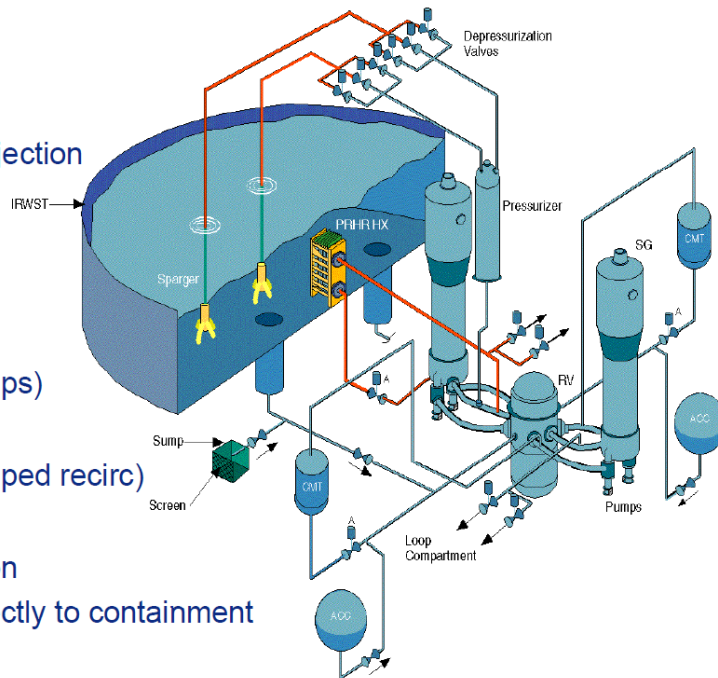 Depressurization
Valves
ection
IRWST
PRHR HX
Pressurizer
SG
CMT
Sparger
A
A
ps)
RV
ACC
Sump
ped recirc)
Screen
CMT
Pumps
A
Loop
Compartment
n
ctly to containment
ACC